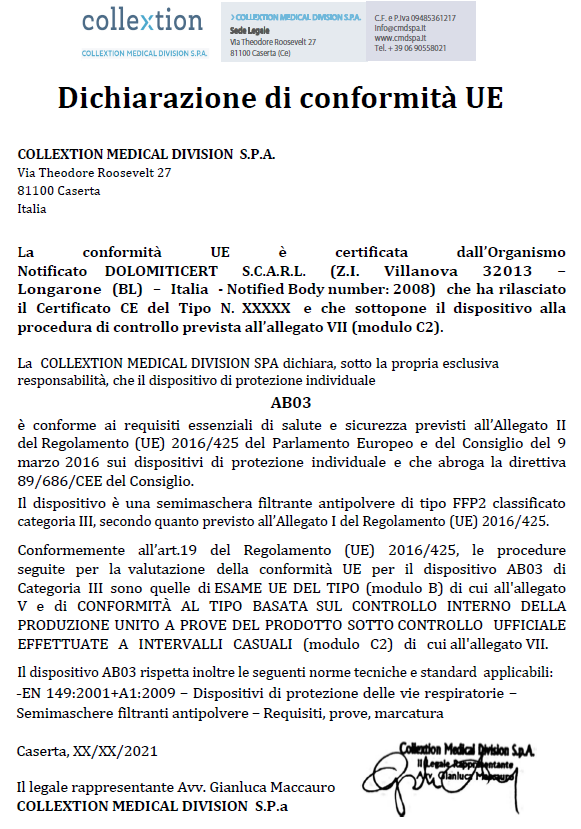 collextion
COLLEXTION MEDICAL DIVISION S.P.A.
> COLLEXTION MEDICAL DIVISION S.P.A.
Sede Legale
Via Theodore Roosevelt 27
81100 Caserta (Ce)
C.F. e P.Iva 09485361217
info@cmdspa.it
www.cmdspa.it
Tel. + 39 06 90558021
Dichiarazione di conformità UE
COLLEXTION MEDICAL DIVISION S.P.A.
Via Theodore Roosevelt 27
81100 Caserta
Italia
La conformità UE è certificata dall'Organismo
Notificato DOLOMITICERT S.C.A.R.L. (Z.I. Villanova 32013 –
Longarone (BL) – Italia - Notified Body number: 2008) che ha rilasciato
il Certificato CE del Tipo N. XXXXX e che sottopone il dispositivo alla
procedura di controllo prevista all'allegato VII (modulo C2).
La COLLEXTION MEDICAL DIVISION SPA dichiara, sotto la propria esclusiva
responsabilità, che il dispositivo di protezione individuale
AB03
è conforme ai requisiti essenziali di salute e sicurezza previsti all'Allegato II
del Regolamento (UE) 2016/425 del Parlamento Europeo e del Consiglio del 9
marzo 2016 sui dispositivi di protezione individuale e che abroga la direttiva
89/686/CEE del Consiglio.
Il dispositivo è una semimaschera filtrante antipolvere di tipo FFP2 classificato
categoria III, secondo quanto previsto all'Allegato I del Regolamento (UE) 2016/425.
Conformemente all'art.19 del Regolamento (UE) 2016/425, le procedure
seguite per la valutazione della conformità UE per il dispositivo AB03 di
Categoria III sono quelle di ESAME UE DEL TIPO (modulo B) di cui all'allegato
V e di CONFORMITÀ AL TIPO BASATA SUL CONTROLLO INTERNO DELLA
PRODUZIONE UNITO A PROVE DEL PRODOTTO SOTTO CONTROLLO UFFICIALE
EFFETTUATE A INTERVALLI CASUALI (modulo C2) di cui all'allegato VII.
Il dispositivo AB03 rispetta inoltre le seguenti norme tecniche e standard applicabili:
-EN 149:2001+A1:2009 – Dispositivi di protezione delle vie respiratorie –
Semimaschere filtranti antipolvere – Requisiti, prove, marcatura
Caserta, XX/XX/2021
Collextion Medical Division S.p.A.
Il Legale Rappresentante
Avv. Gianluca Maccauro
Il legale rappresentante Avv. Gianluca Maccauro
COLLEXTION MEDICAL DIVISION S.P.a